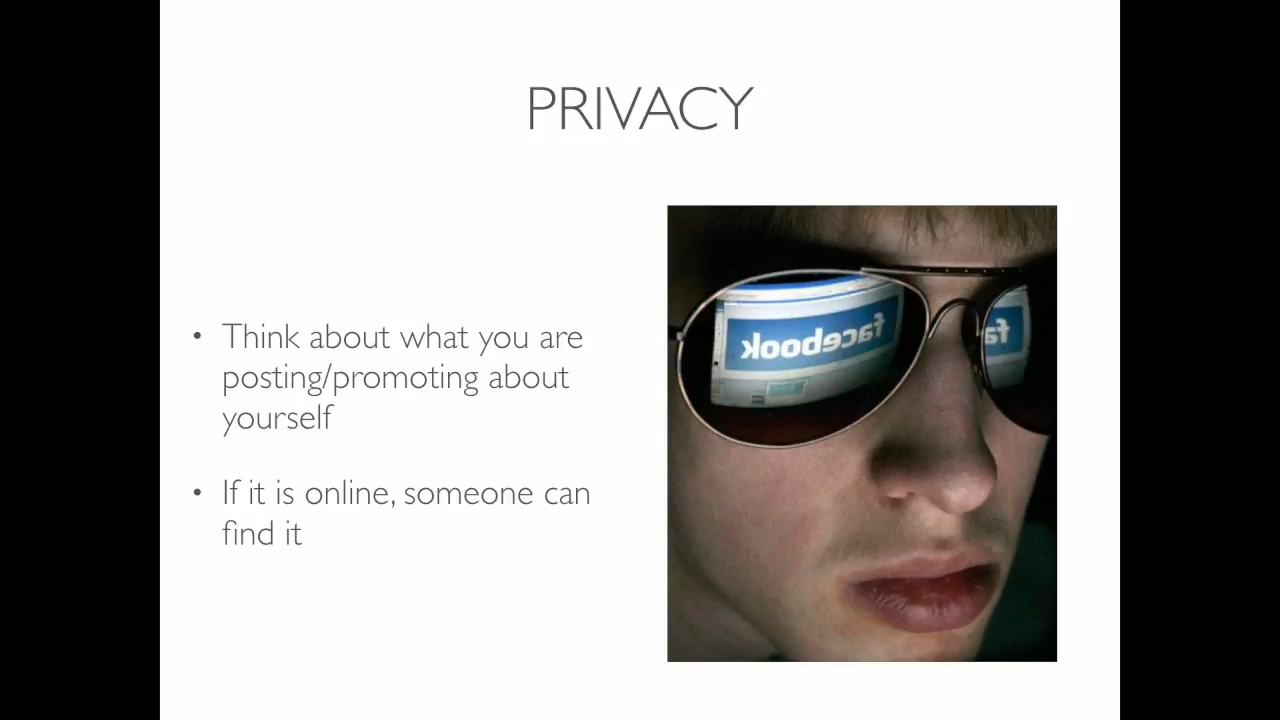 PRIVACY
• Think about what you are
posting/promoting about
yourself
• If it is online, someone can
find it
facebook
fa